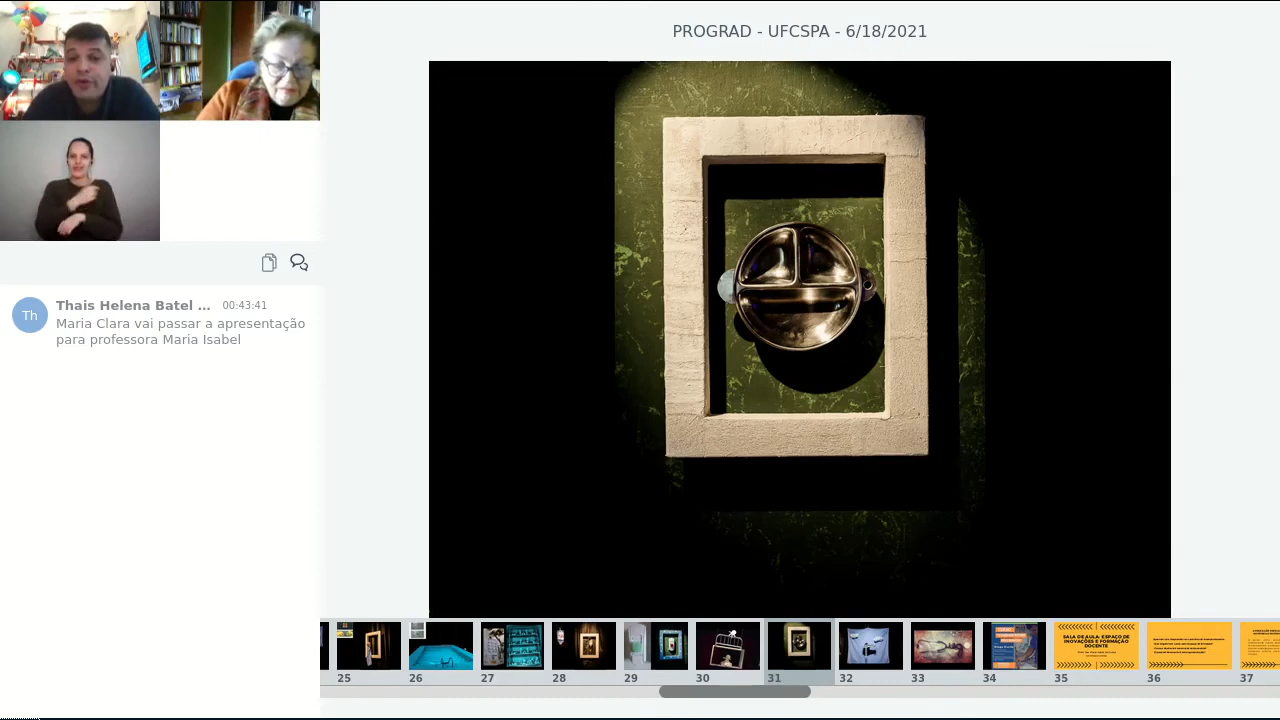 PROGRAD - UFCSPA - 6/18/2021
Th
Thais Helena Batel ...
00:43:41
Maria Clara vai passar a apresentação
para professora Maria Isabel
25
26
27
28
29
30
31
32
33
34
35
36
37
SALA DE AULA: ESPAÇO DE
INOVAÇÕES E FORMAÇÃO
DOCENTE